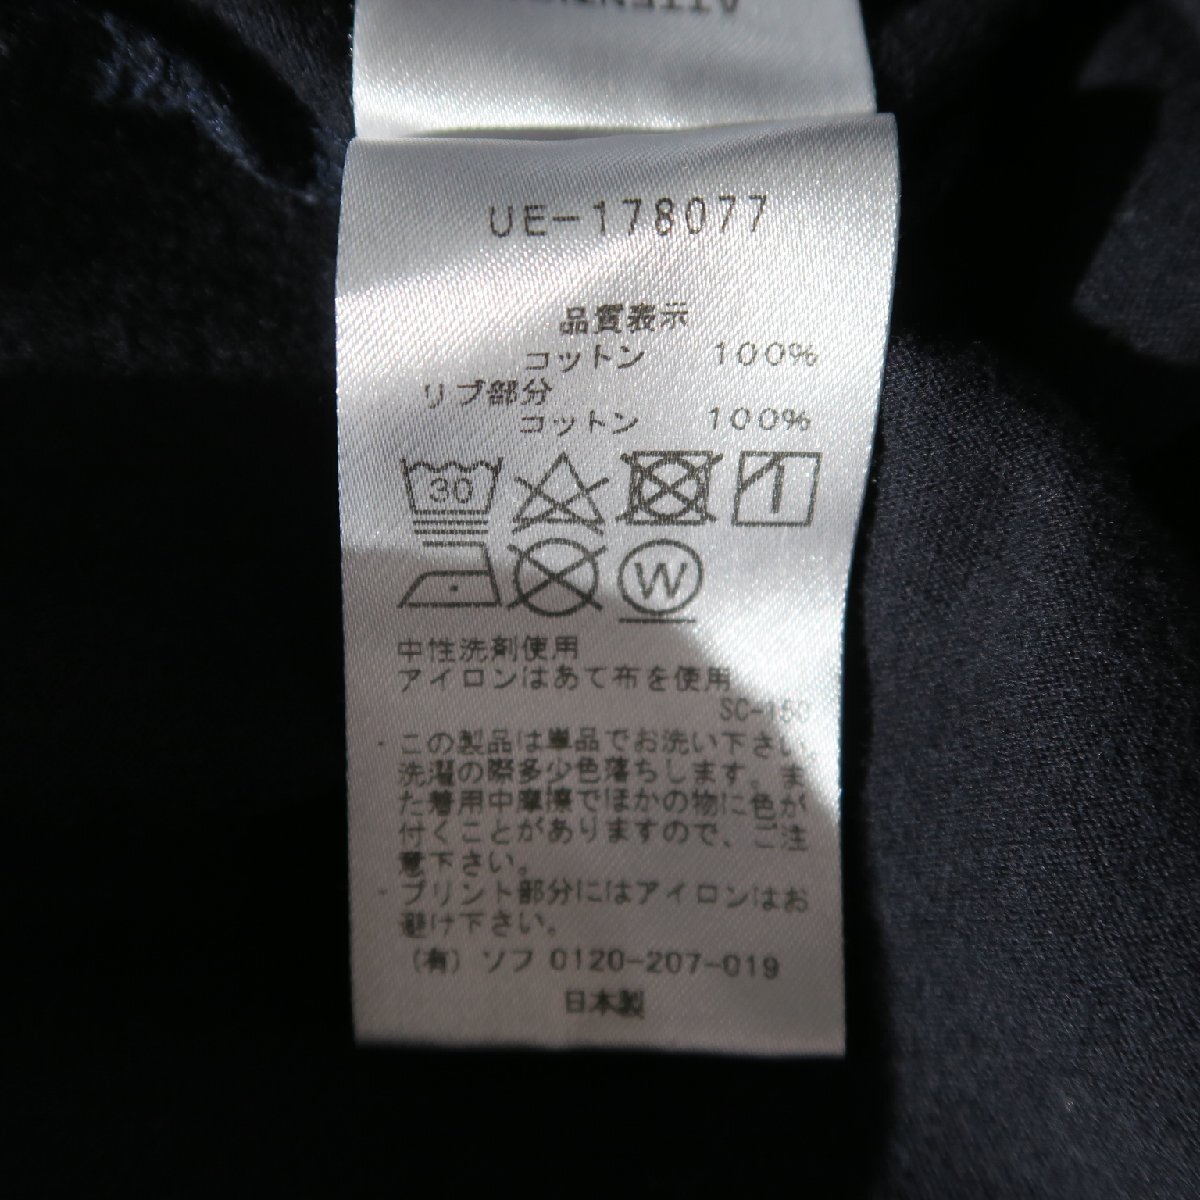 UE-178077
品質表示
コットン 100%
リブ部分
コットン 100%
30
W
中性洗剤使用
アイロンはあて布を使用
・この製品は単品でお洗い下さい。
洗濯の際多少色落ちします。ま
た着用中摩擦でほかの物に色が
付くことがありますので、ご注
意下さい。
・プリント部分にはアイロンはお
避け下さい。
(有) ソフ 0120-207-019
日本製